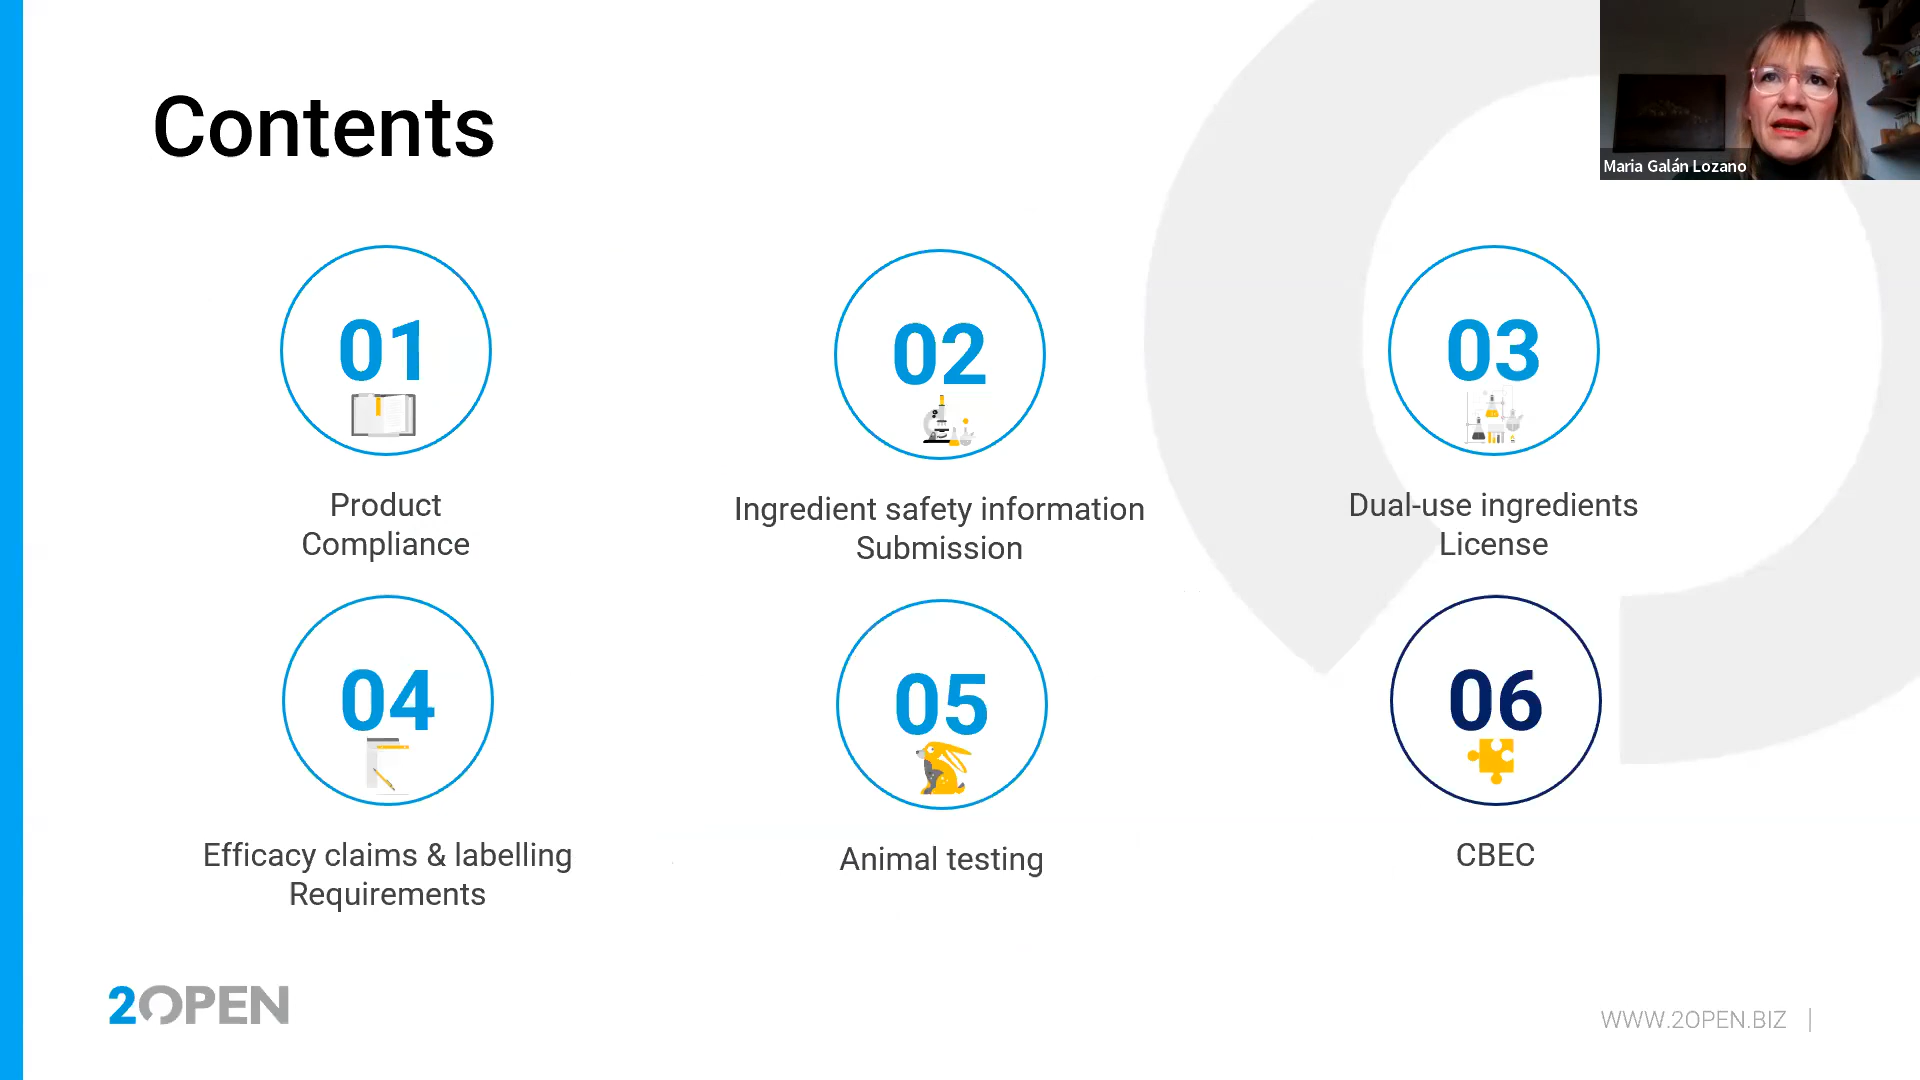 Contents
Maria Galán Lozano
01
Product
Compliance
02
Ingredient safety information
Submission
03
Dual-use ingredients
License
04
Efficacy claims & labelling
Requirements
05
Animal testing
06
CBEC
2OPEN
WWW.2OPEN.BIZ |